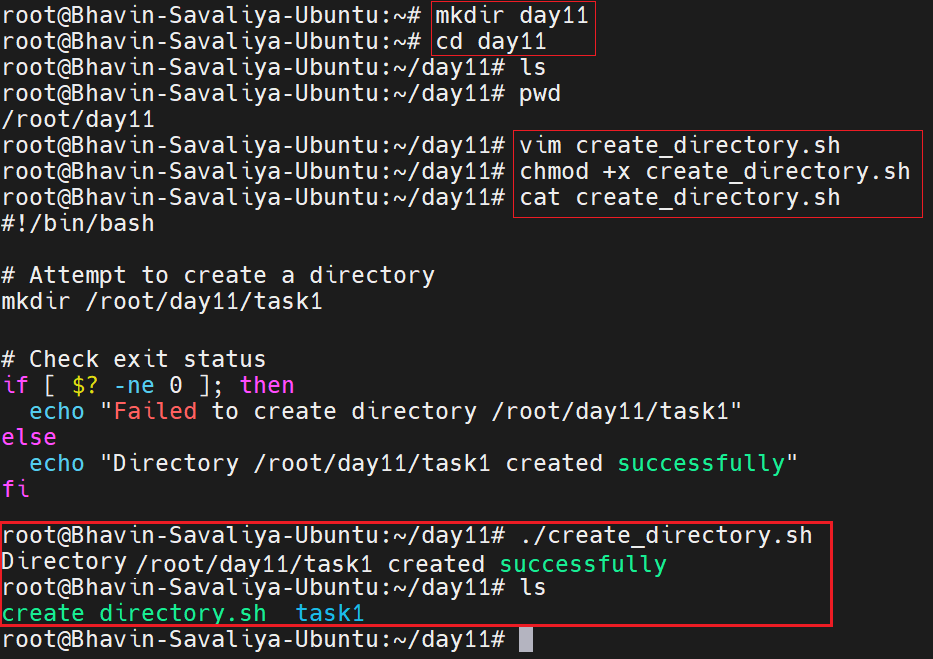 root@Bhavin-Savaliya-Ubuntu:~# mkdir day11
root@Bhavin-Savaliya-Ubuntu:~# cd day11
root@Bhavin-Savaliya-Ubuntu:~/day11# ls
root@Bhavin-Savaliya-Ubuntu:~/day11# pwd
/root/day11
root@Bhavin-Savaliya-Ubuntu:~/day11# vim create_directory.sh
root@Bhavin-Savaliya-Ubuntu:~/day11# chmod +x create_directory.sh
root@Bhavin-Savaliya-Ubuntu:~/day11# cat create_directory.sh
#!/bin/bash
# Attempt to create a directory
mkdir /root/day11/task1
# Check exit status
if [ $? -ne 0 ]; then
  echo "Failed to create directory /root/day11/task1"
else
  echo "Directory /root/day11/task1 created successfully"
fi
root@Bhavin-Savaliya-Ubuntu:~/day11# ./create_directory.sh
Directory /root/day11/task1 created successfully
root@Bhavin-Savaliya-Ubuntu:~/day11# ls
create_directory.sh  task1
root@Bhavin-Savaliya-Ubuntu:~/day11#